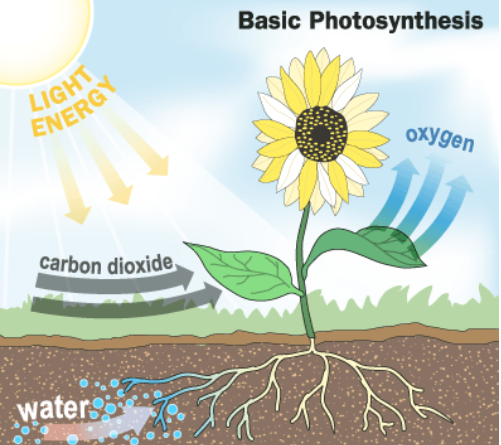 Basic Photosynthesis
LIGHT
ENERGY
oxygen
carbon dioxide
water